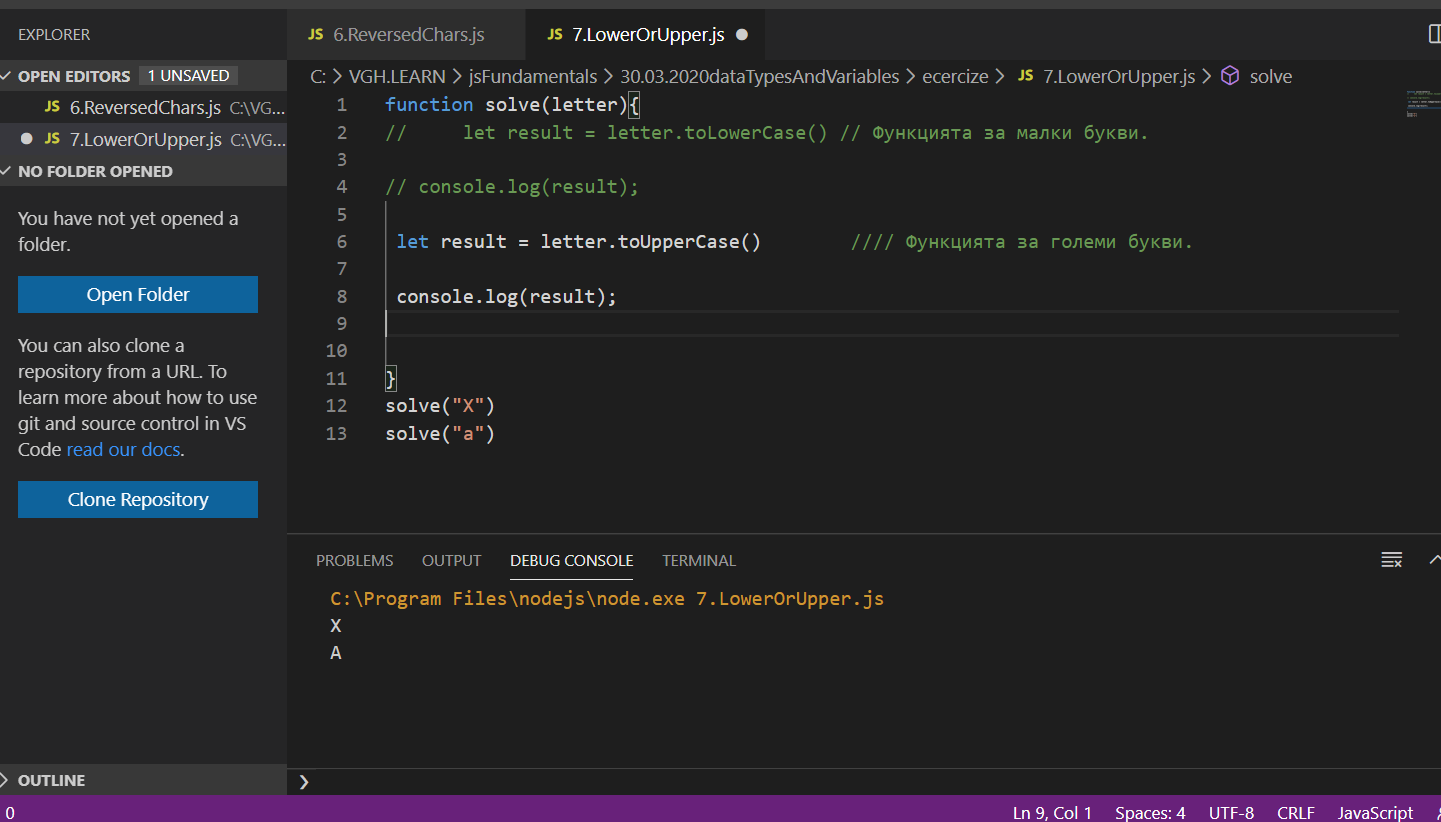 EXPLORER
OPEN EDITORS 1 UNSAVED
JS 6.ReversedChars.js C:\VG...
JS 7.LowerOrUpper.js C:\VG...
NO FOLDER OPENED
You have not yet opened a
folder.
Open Folder
You can also clone a
repository from a URL. To
learn more about how to use
git and source control in VS
Code read our docs.
Clone Repository
OUTLINE
JS 6.ReversedChars.js JS 7.LowerOrUpper.js
C: > VGH.LEARN > jsFundamentals > 30.03.2020dataTypesAndVariables > ecercize > JS 7.LowerOrUpper.js > solve
1 function solve(letter){
2 // let result = letter.toLowerCase() // Функцията за малки букви.
3
4 // console.log(result);
5
6 let result = letter.toUpperCase() //// Функцията за големи букви.
7
8 console.log(result);
9
10
11 }
12 solve("X")
13 solve("a")
PROBLEMS OUTPUT DEBUG CONSOLE TERMINAL
C:\Program Files\nodejs\node.exe 7.LowerOrUpper.js
X
A
0 Ln 9, Col 1 Spaces: 4 UTF-8 CRLF JavaScript